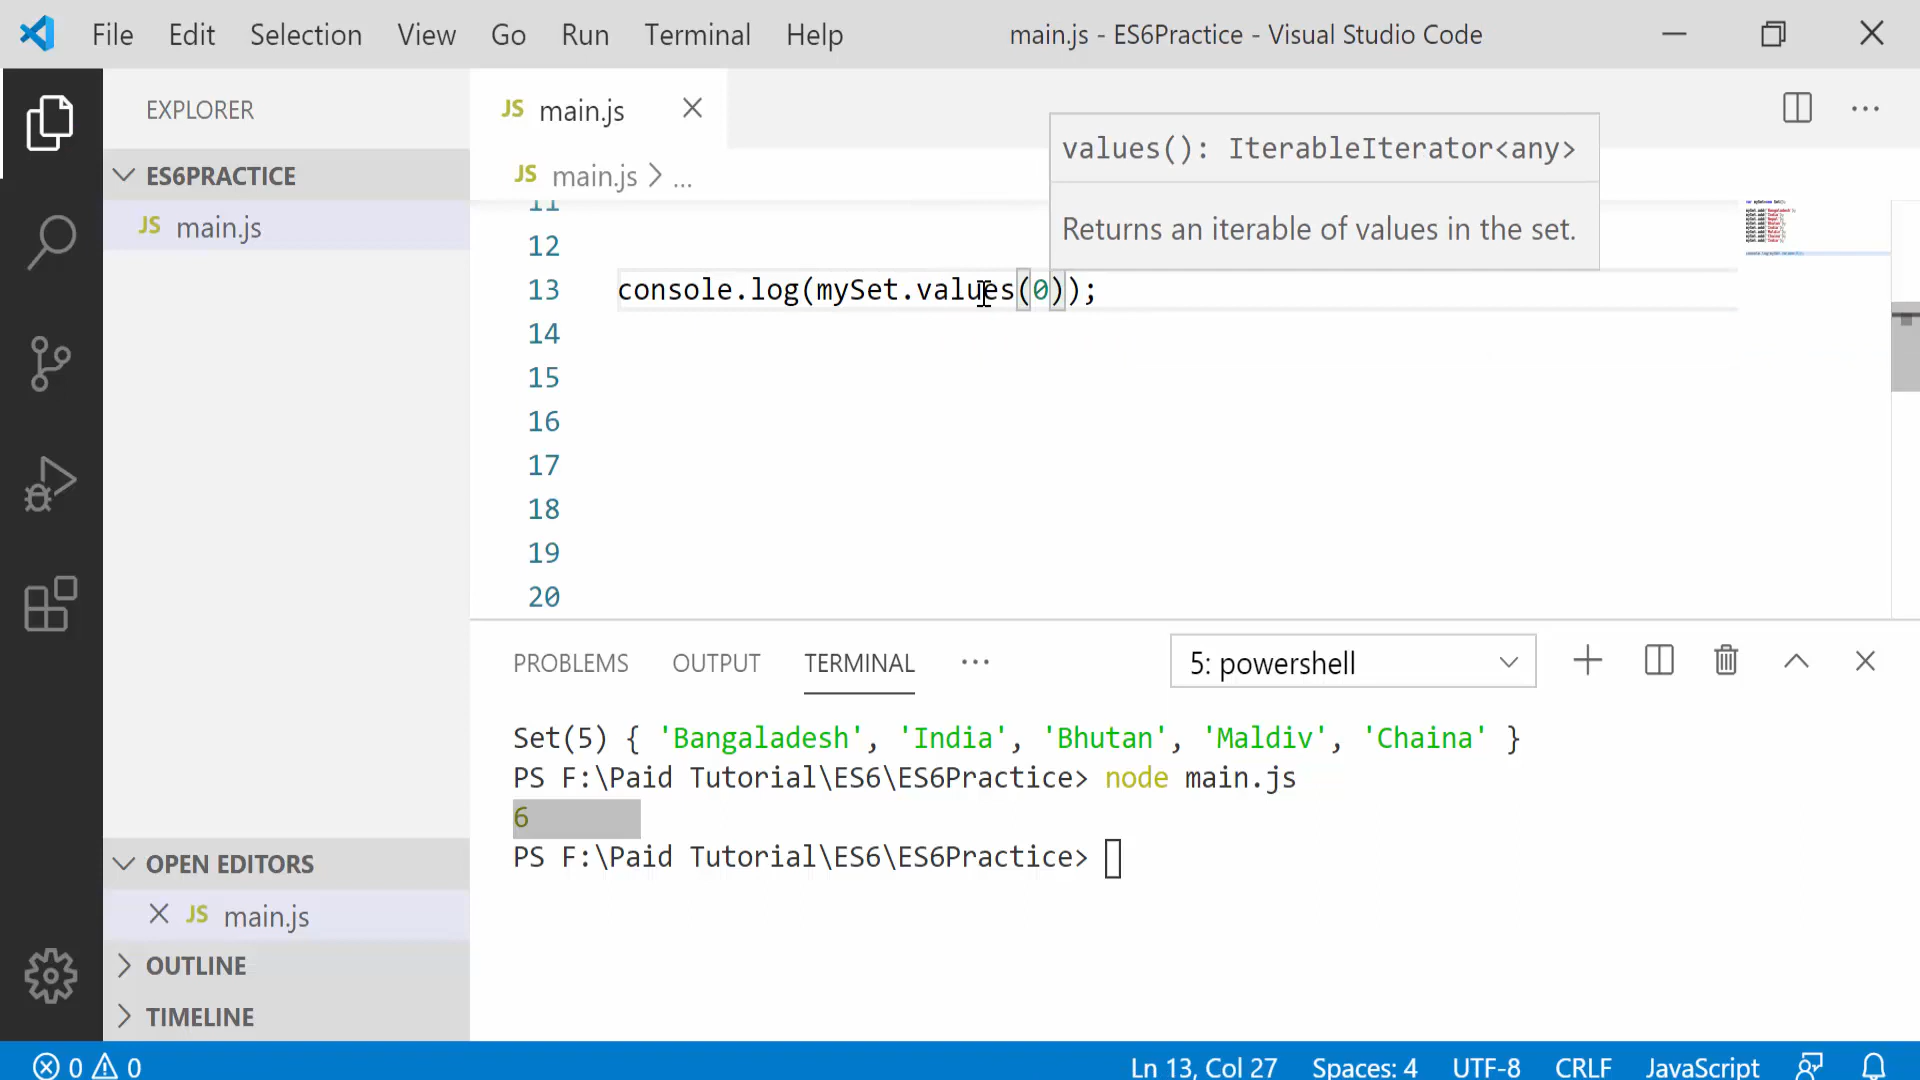 File Edit Selection View Go Run Terminal Help main.js - ES6Practice - Visual Studio Code
EXPLORER
ES6PRACTICE
JS main.js
OPEN EDITORS
JS main.js
OUTLINE
TIMELINE
JS main.js
JS main.js > ...
values(): IterableIterator<any>
Returns an iterable of values in the set.
11
12
13 console.log(mySet.values(0));
14
15
16
17
18
19
20
PROBLEMS OUTPUT TERMINAL ... 5: powershell
Set(5) { 'Bangaladesh', 'India', 'Bhutan', 'Maldiv', 'Chaina' }
PS F:\Paid Tutorial\ES6\ES6Practice> node main.js
6
PS F:\Paid Tutorial\ES6\ES6Practice>
0 0 Ln 13, Col 27 Spaces: 4 UTF-8 CRLF JavaScript